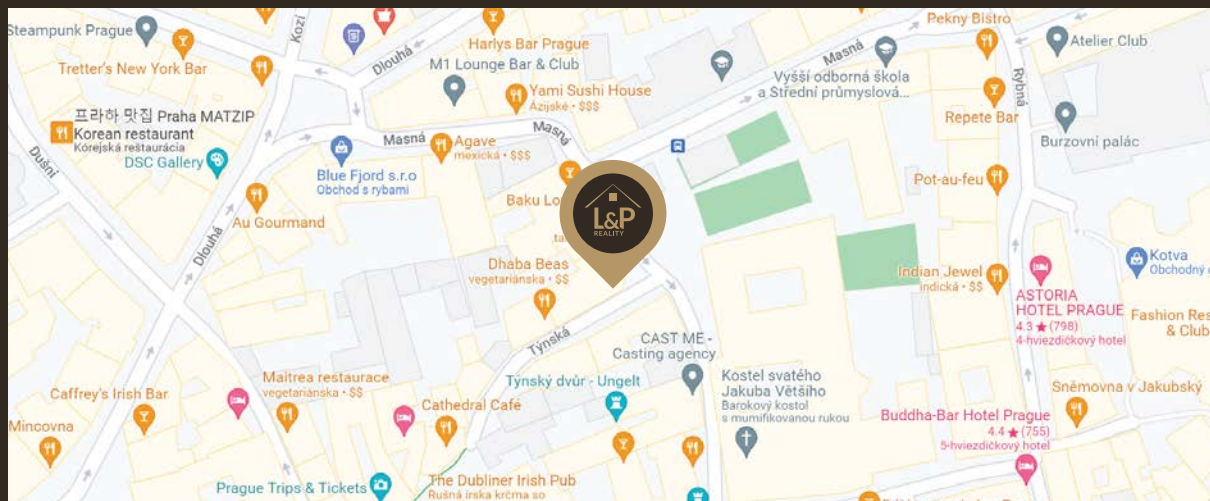 Steampunk Prague
Tretter's New York Bar
Kozí
Dlouhá
Harlys Bar Prague
M1 Lounge Bar & Club
Yami Sushi House
Ázijské • $$$
Masná
Pekny Bistro
Atelier Club
Vyšší odborná škola
a Střední průmyslová...
Rybná
Repete Bar
Burzovní palác
프라하 맛집 Praha MATZIP
Korean restaurant
Kórejská reštaurácia
DSC Gallery
Dušní
Masná
Masná
Agave
mexická • $$$
Blue Fjord s.r.o
Obchod s rybami
Au Gourmand
Dlouhá
Baku Lo
L&P
REALITY
Pot-au-feu
Dhaba Beas
vegetariánska • $$
Indian Jewel
indická • $$
Kotva
Obchodný
ASTORIA
HOTEL PRAGUE
4.3 ★ (798)
4-hviezdičkový hotel
Fashion Res
& Club
Týnská
CAST ME -
Casting agency
Týnský dvůr - Ungelt
Kostel svatého
Jakuba Většího
Barokový kostol
s mumifikovanou rukou
Caffrey's Irish Bar
Mincovna
Maitrea restaurace
vegetariánska • $$
Cathedral Café
Sněmovna v Jakubský
Buddha-Bar Hotel Prague
4.4 ★ (755)
5-hviezdičkový hotel
Prague Trips & Tickets
The Dubliner Irish Pub
Rušná írska krčma so